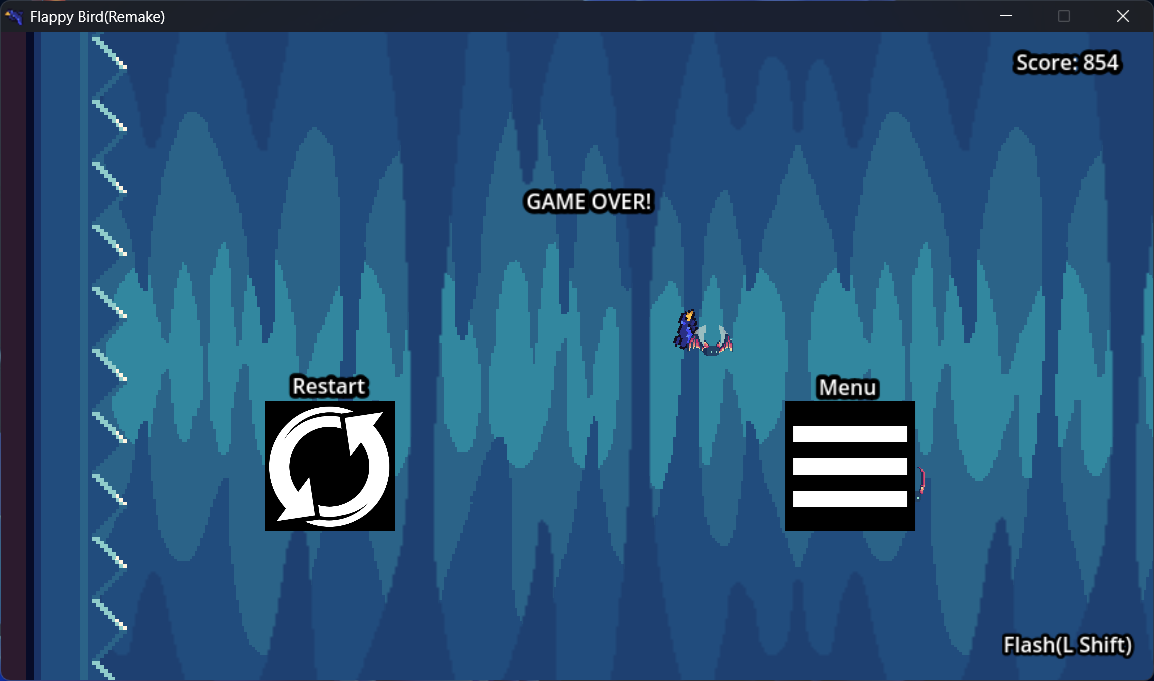 Flappy Bird(Remake)
Score: 854
GAME OVER!
Restart
Menu
Flash(L Shift)